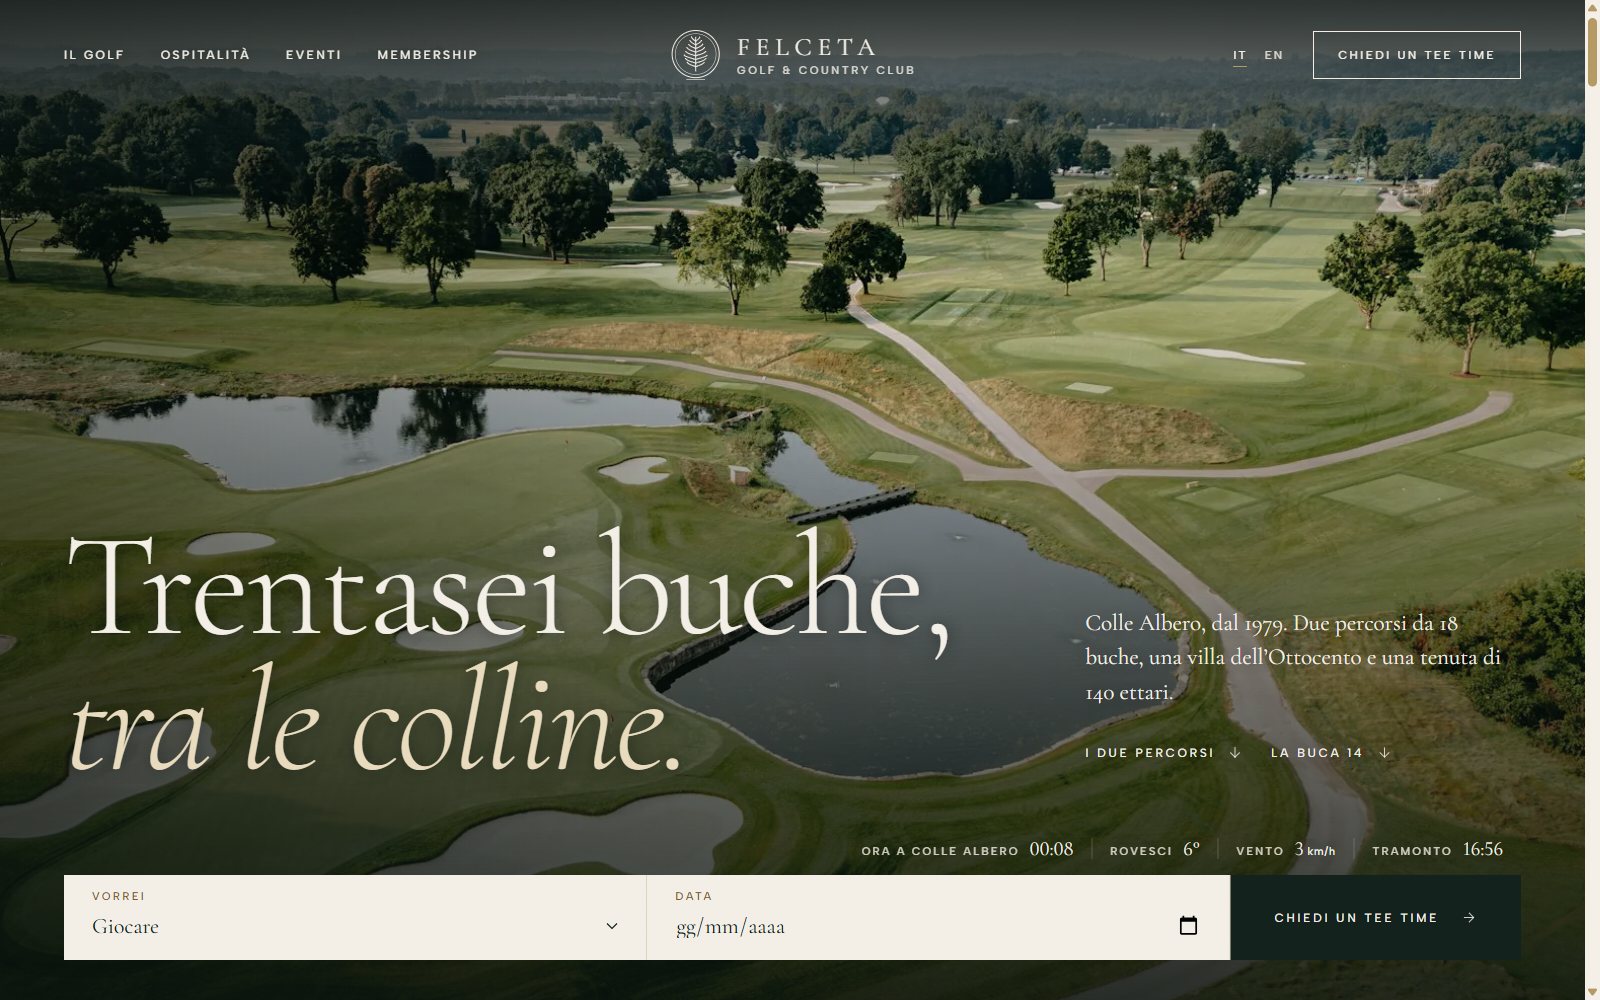 IL GOLF OSPITALITÀ EVENTI MEMBERSHIP
FELCETA
GOLF & COUNTRY CLUB
IT EN
CHIEDI UN TEE TIME
Trentasei buche,
tra le colline.
Colle Albero, dal 1979. Due percorsi da 18
buche, una villa dell’Ottocento e una tenuta di
140 ettari.
I DUE PERCORSI ↓ LA BUCA 14 ↓
ORA A COLLE ALBERO 00:08 ROVESCI 6° VENTO 3 km/h TRAMONTO 16:56
VORREI
Giocare
DATA
gg/mm/aaaa
CHIEDI UN TEE TIME →